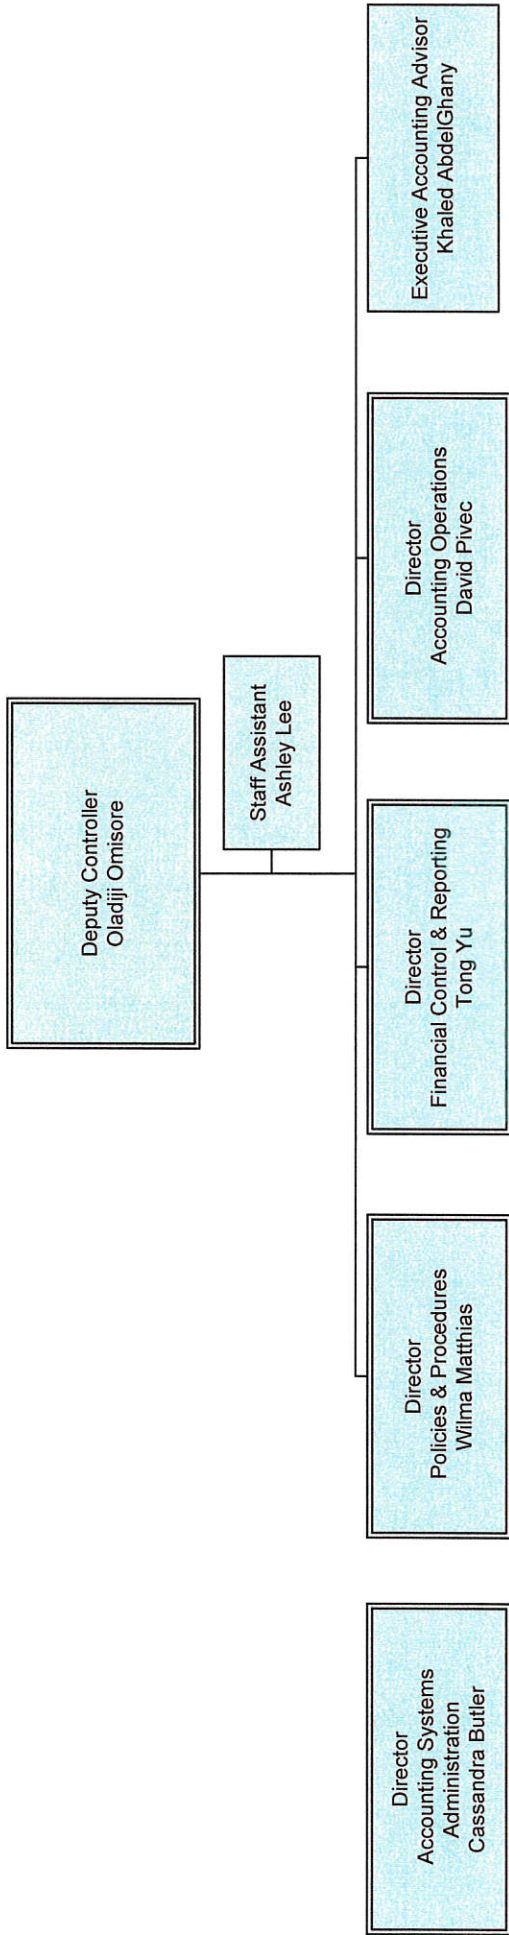 Deputy Controller
Oladiji Omisore
Staff Assistant
Ashley Lee
Director
Accounting Systems
Administration
Cassandra Butler
Director
Policies & Procedures
Wilma Matthias
Director
Financial Control & Reporting
Tong Yu
Director
Accounting Operations
David Pivec
Executive Accounting Advisor
Khaled AbdelGhany